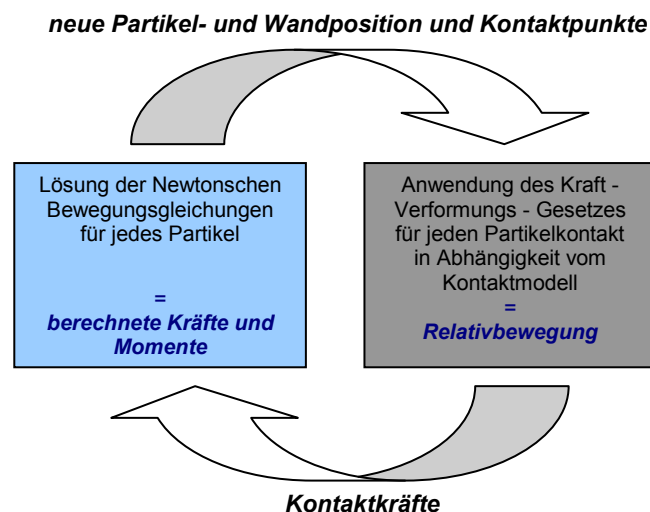 neue Partikel- und Wandposition und Kontaktpunkte
Lösung der Newtonschen
Bewegungsgleichungen
für jedes Partikel
=
berechnete Kräfte und
Momente
Anwendung des Kraft -
Verformungs - Gesetzes
für jeden Partikelkontakt
in Abhängigkeit vom
Kontaktmodell
=
Relativbewegung
Kontaktkräfte